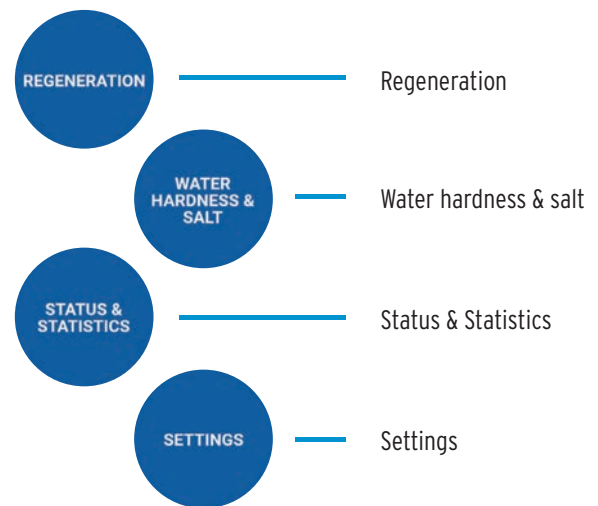 REGENERATION
Regeneration
WATER
HARDNESS &
SALT
Water hardness & salt
STATUS &
STATISTICS
Status & Statistics
SETTINGS
Settings